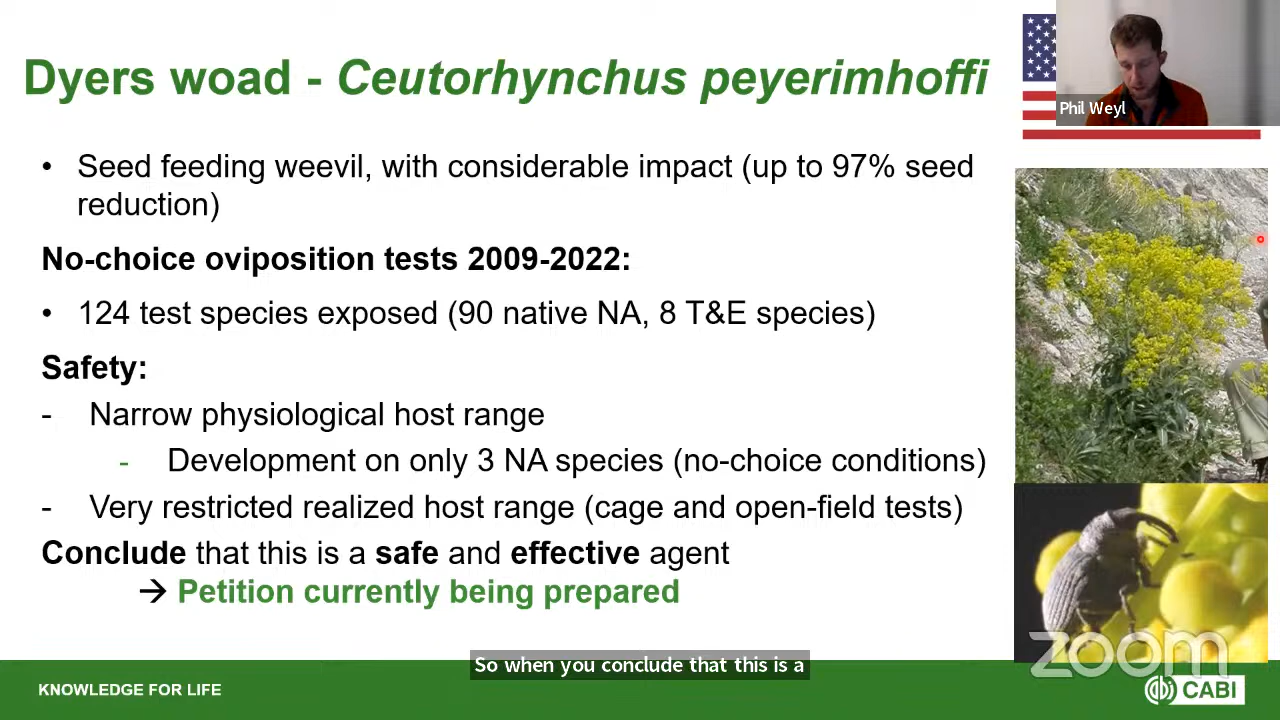 Dyers woad - Ceutorhynchus peyerimhoffi
Phil Weyl
• Seed feeding weevil, with considerable impact (up to 97% seed
reduction)
No-choice oviposition tests 2009-2022:
• 124 test species exposed (90 native NA, 8 T&E species)
Safety:
- Narrow physiological host range
- Development on only 3 NA species (no-choice conditions)
- Very restricted realized host range (cage and open-field tests)
Conclude that this is a safe and effective agent
→ Petition currently being prepared
zoom
So when you conclude that this is a
KNOWLEDGE FOR LIFE
CABI